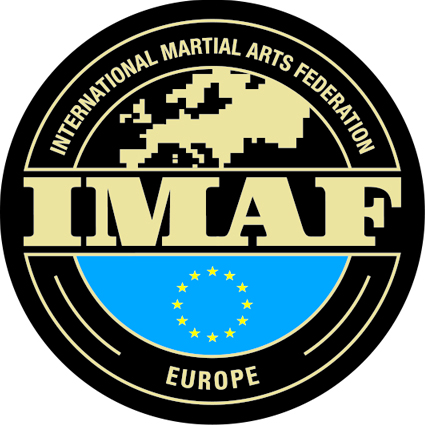 INTERNATIONAL MARTIAL ARTS FEDERATION
IMAF
EUROPE